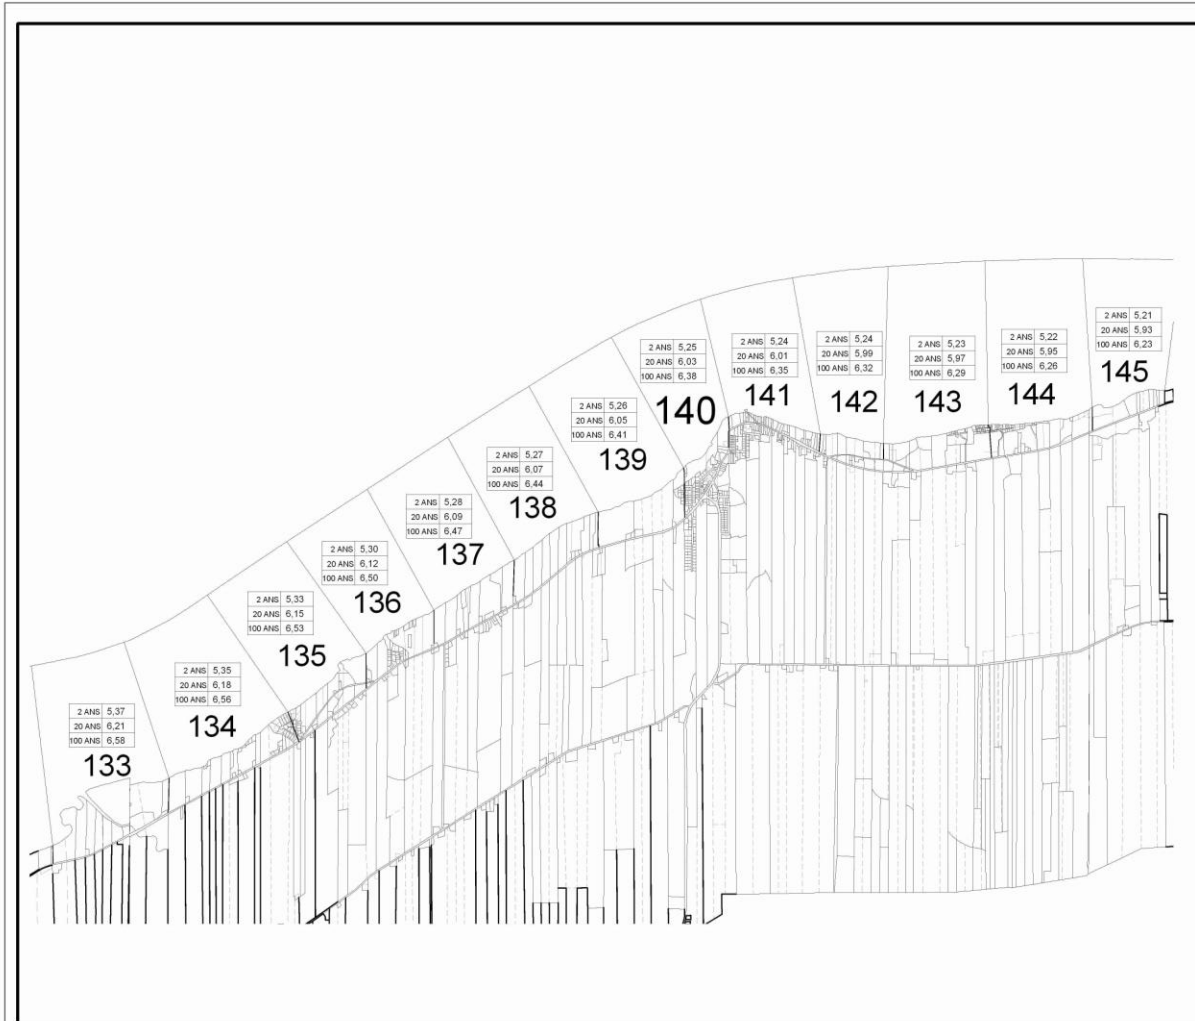 2 ANS 5,37
20 ANS 6,21
100 ANS 6,58
133
2 ANS 5,35
20 ANS 6,18
100 ANS 6,56
134
2 ANS 5,33
20 ANS 6,15
100 ANS 6,53
135
2 ANS 5,30
20 ANS 6,12
100 ANS 6,50
136
2 ANS 5,28
20 ANS 6,09
100 ANS 6,47
137
2 ANS 5,27
20 ANS 6,07
100 ANS 6,44
138
2 ANS 5,26
20 ANS 6,05
100 ANS 6,41
139
2 ANS 5,25
20 ANS 6,03
100 ANS 6,38
140
2 ANS 5,24
20 ANS 6,01
100 ANS 6,35
141
2 ANS 5,24
20 ANS 5,99
100 ANS 6,32
142
2 ANS 5,23
20 ANS 5,97
100 ANS 6,29
143
2 ANS 5,22
20 ANS 5,95
100 ANS 6,26
144
2 ANS 5,21
20 ANS 5,93
100 ANS 6,23
145